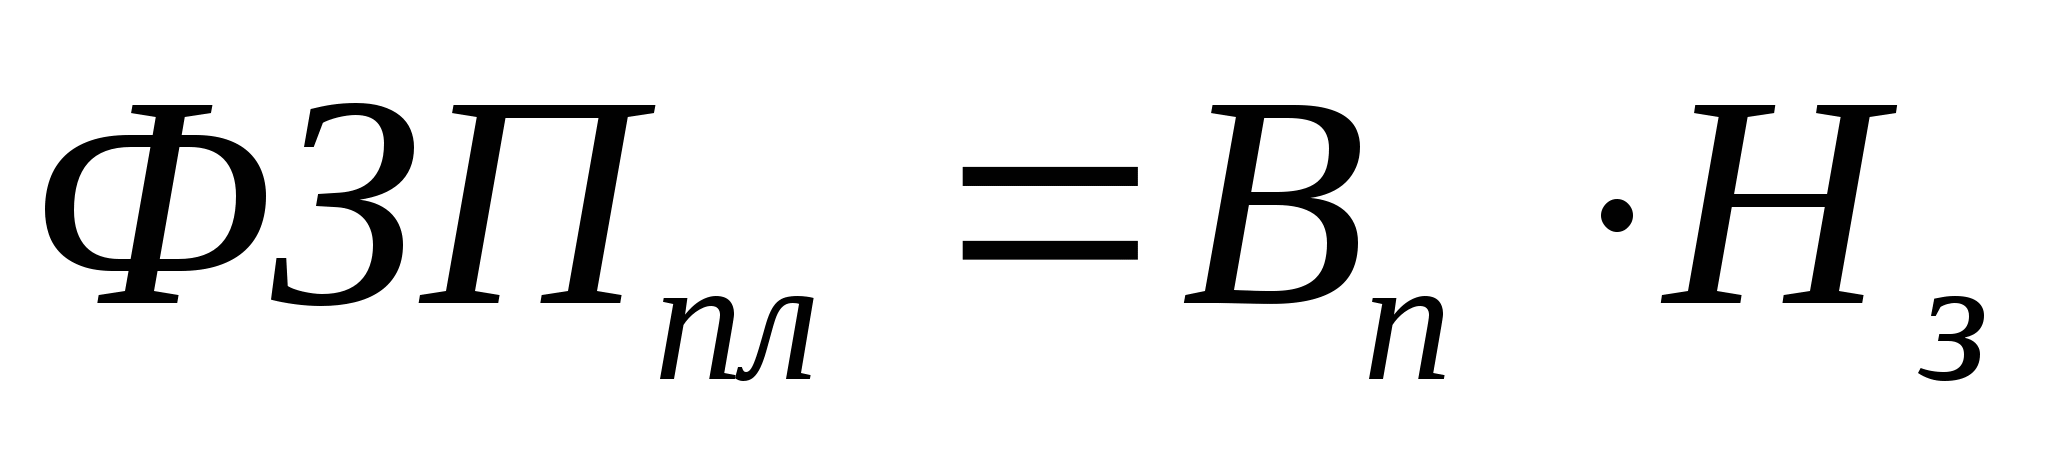 ФЗП_пл = В_п · Н_з